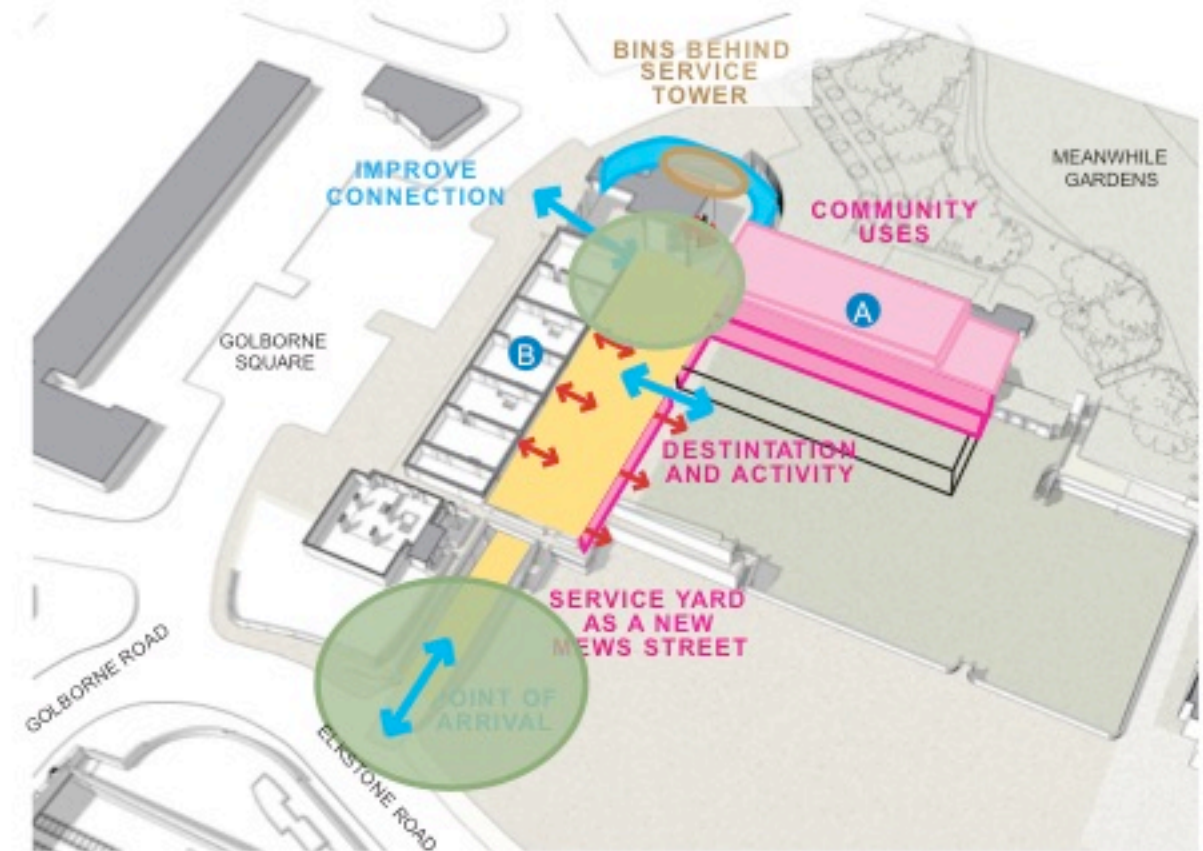 BINS BEHIND
SERVICE
TOWER
IMPROVE
CONNECTION
MEANWHILE
GARDENS
COMMUNITY
USES
A
GOLBORNE
SQUARE
B
DESTINTATION
AND ACTIVITY
SERVICE YARD
AS A NEW
MEWS STREET
GOLBORNE ROAD
POINT OF
ARRIVAL
ELKSTONE ROAD